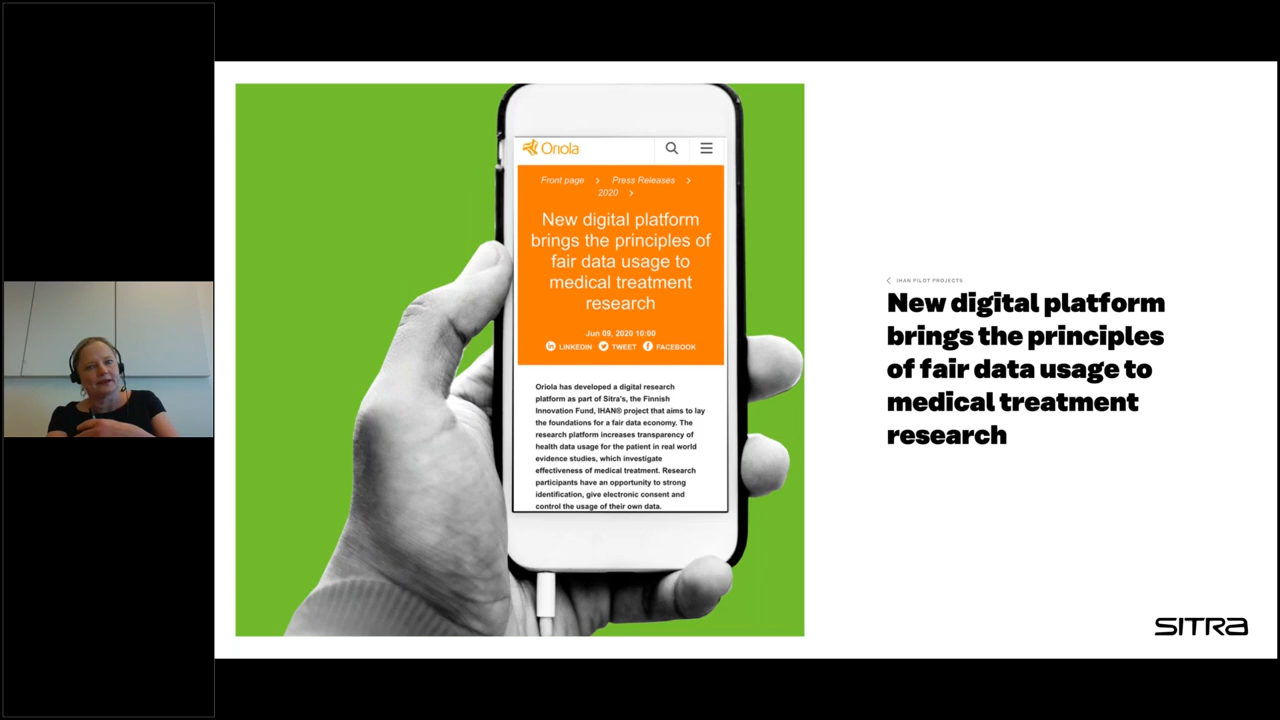 Oriola
Front page > Press Releases >
2020 >
New digital platform
brings the principles of
fair data usage to
medical treatment
research
Jun 09, 2020 10:00
in LINKEDIN TWEET f FACEBOOK
Oriola has developed a digital research
platform as part of Sitra's, the Finnish
Innovation Fund, IHAN® project that aims to lay
the foundations for a fair data economy. The
research platform increases transparency of
health data usage for the patient in real world
evidence studies, which investigate
effectiveness of medical treatment. Research
participants have an opportunity to strong
identification, give electronic consent and
control the usage of their own data.
< IHAN PILOT PROJECTS
New digital platform
brings the principles
of fair data usage to
medical treatment
research
SITRA